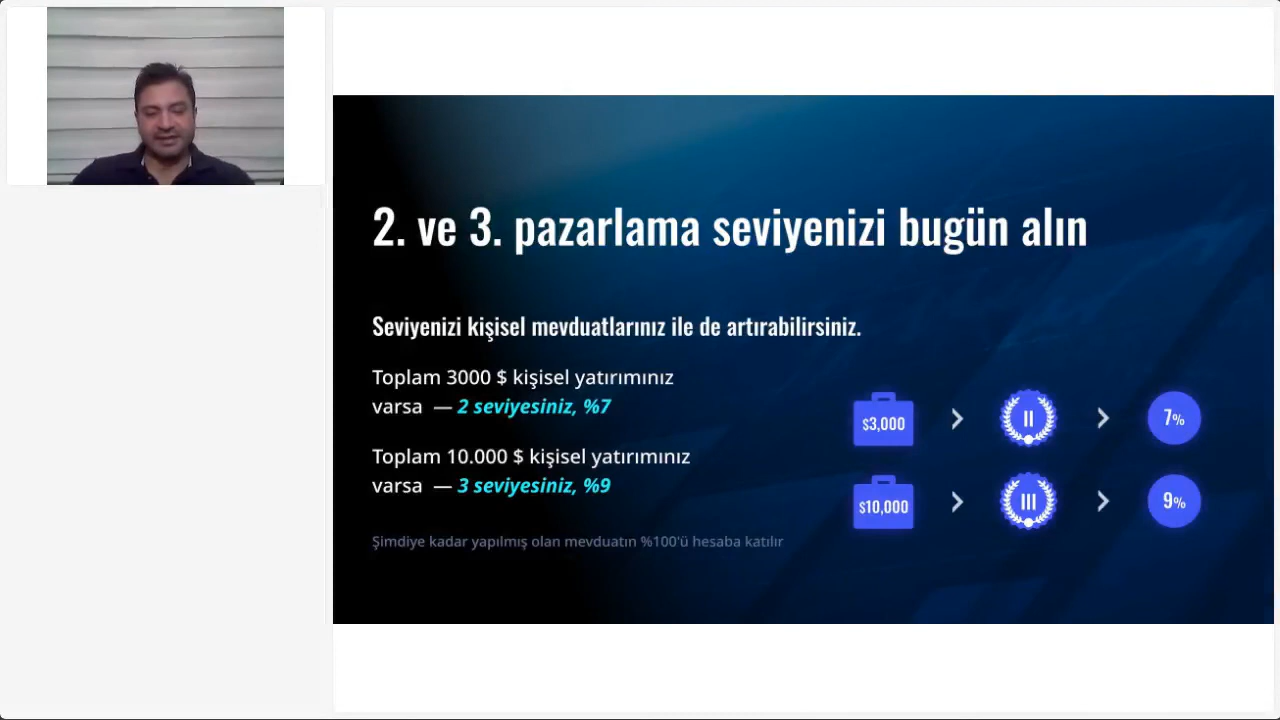 2. ve 3. pazarlama seviyenizi bugün alın
Seviyenizi kişisel mevduatlarınız ile de artırabilirsiniz.
Toplam 3000 $ kişisel yatırımınız
varsa — 2 seviyesiniz, %7
Toplam 10.000 $ kişisel yatırımınız
varsa — 3 seviyesiniz, %9
Şimdiye kadar yapılmış olan mevduatın %100'ü hesaba katılır
$3,000
II
7%
$10,000
III
9%